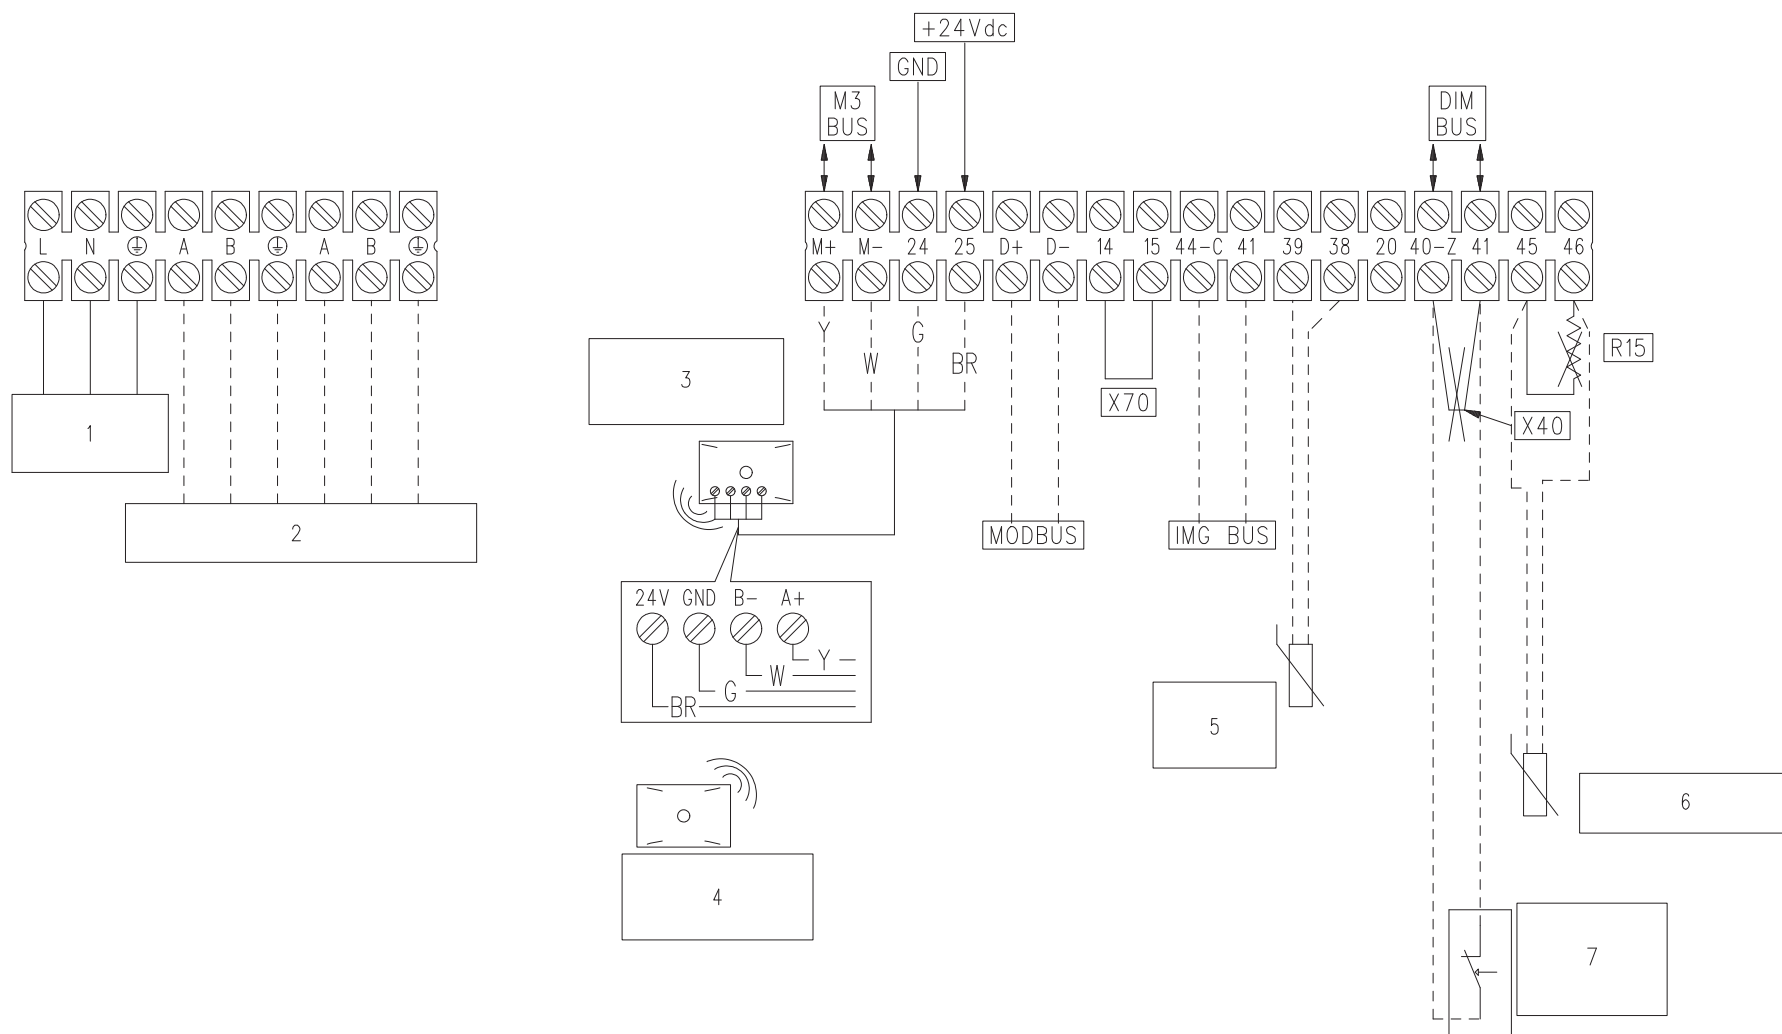 +24Vdc
GND
M3
BUS
DIM
BUS
L N A B A B
M+ M- 24 25 D+ D- 14 15 44-C 41 39 38 20 40-Z 41 45 46
Y
G
W
BR
R15
3
X70
X40
1
2
MODBUS
IMG BUS
24V GND B- A+
Y
W
G
BR
5
6
4
7